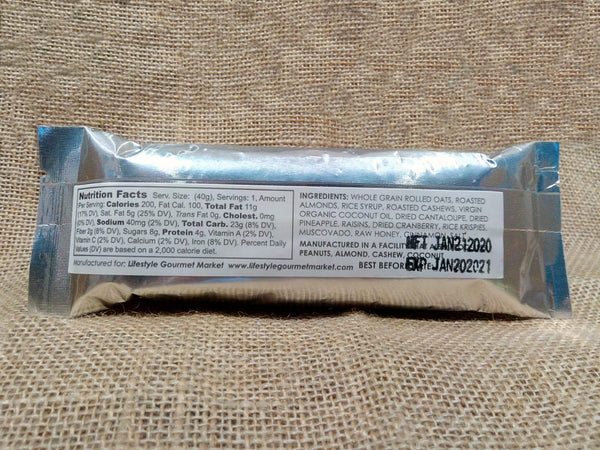 Nutrition Facts Serv. Size: (40g), Servings: 1, Amount
Per Serving: Calories 200, Fat Cal. 100, Total Fat 11g
(17% DV), Sat. Fat 5g (25% DV), Trans Fat 0g, Cholest. 0mg
(0% DV), Sodium 40mg (2% DV), Total Carb. 23g (8% DV),
Fiber 2g (8% DV), Sugars 8g, Protein 4g, Vitamin A (2% DV),
Vitamin C (2% DV), Calcium (2% DV), Iron (8% DV). Percent Daily
Values (DV) are based on a 2,000 calorie diet.
Manufactured for: Lifestyle Gourmet Market www.lifestylegourmetmarket.com
INGREDIENTS: WHOLE GRAIN ROLLED OATS, ROASTED
ALMONDS, RICE SYRUP, ROASTED CASHEWS, VIRGIN
ORGANIC COCONUT OIL, DRIED CANTALOUPE, DRIED
PINEAPPLE, RAISINS, DRIED CRANBERRY, RICE KRISPIES,
MUSCOVADO, RAW HONEY, CINNAMON, SALT
MANUFACTURED IN A FACILITY
PEANUTS, ALMOND, CASHEW, COCONUT
BEST BEFORE
MFT JAN212020
EXP JAN202021